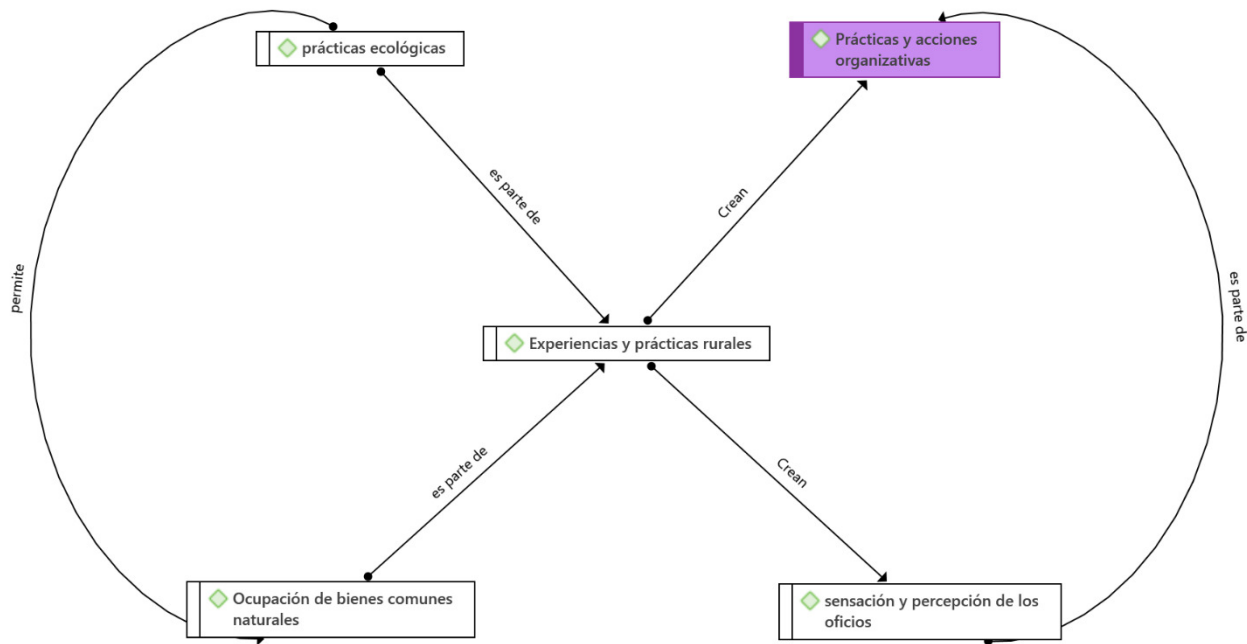 prácticas ecológicas
Prácticas y acciones
organizativas
es parte de
Crean
permite
es parte de
Experiencias y prácticas rurales
es parte de
Crean
Ocupación de bienes comunes
naturales
sensación y percepción de los
oficios